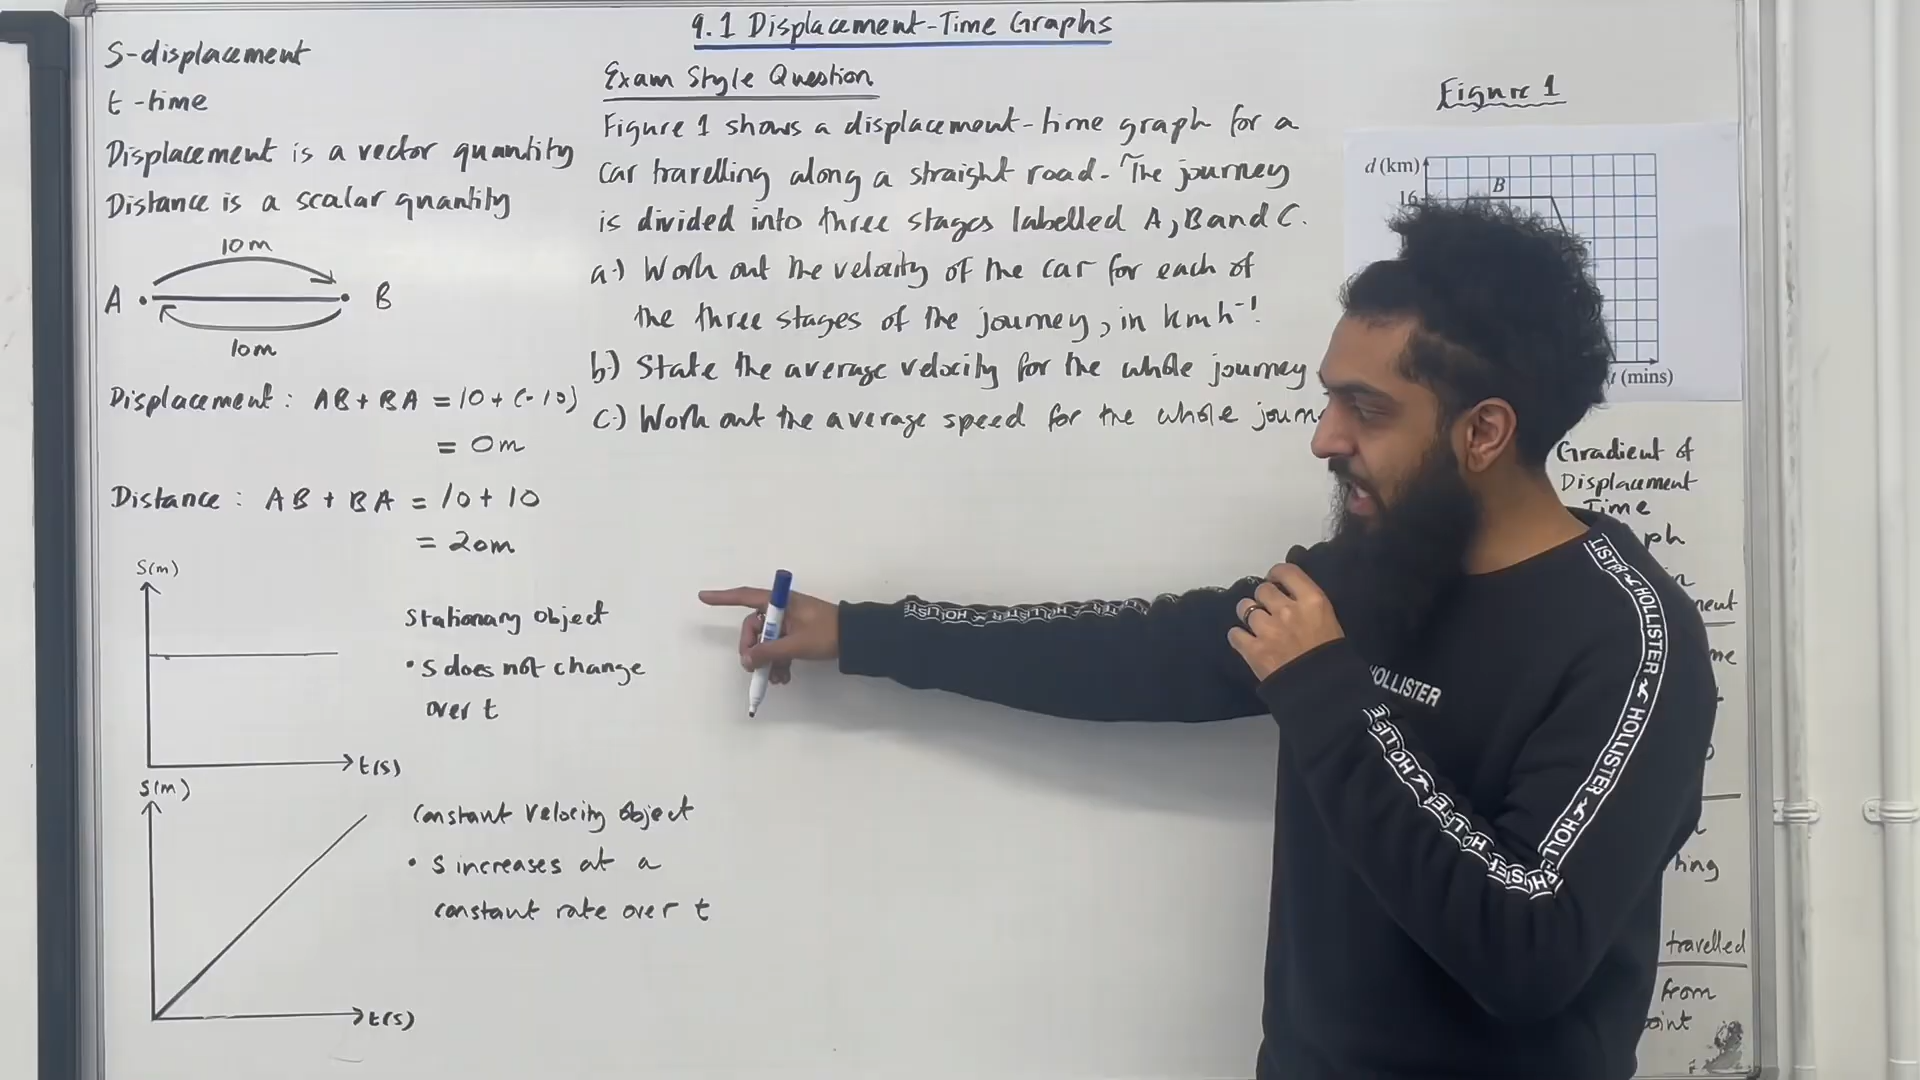 9.1 Displacement-Time Graphs
S-displacement
t-time
Displacement is a vector quantity
Distance is a scalar quantity
10m
A
B
10m
Displacement: AB + BA = 10 + (-10)
= 0m
Distance: AB + BA = 10 + 10
= 20m
S(m)
t(s)
Stationary object
• s does not change
over t
S(m)
t(s)
Constant velocity object
• s increases at a
constant rate over t
Exam Style Question
Figure 1 shows a displacement-time graph for a
car travelling along a straight road. The journey
is divided into three stages labelled A, B and C.
a.) Work out the velocity of the car for each of
the three stages of the journey, in kmh⁻¹.
b.) State the average velocity for the whole journey
c.) Work out the average speed for the whole
Figure 1
d (km)
B
16
t (mins)
Gradient of
Displacement
Time
travelled
from
HOLLISTER
HOLLISTER
HOLLISTER
HOLLISTER